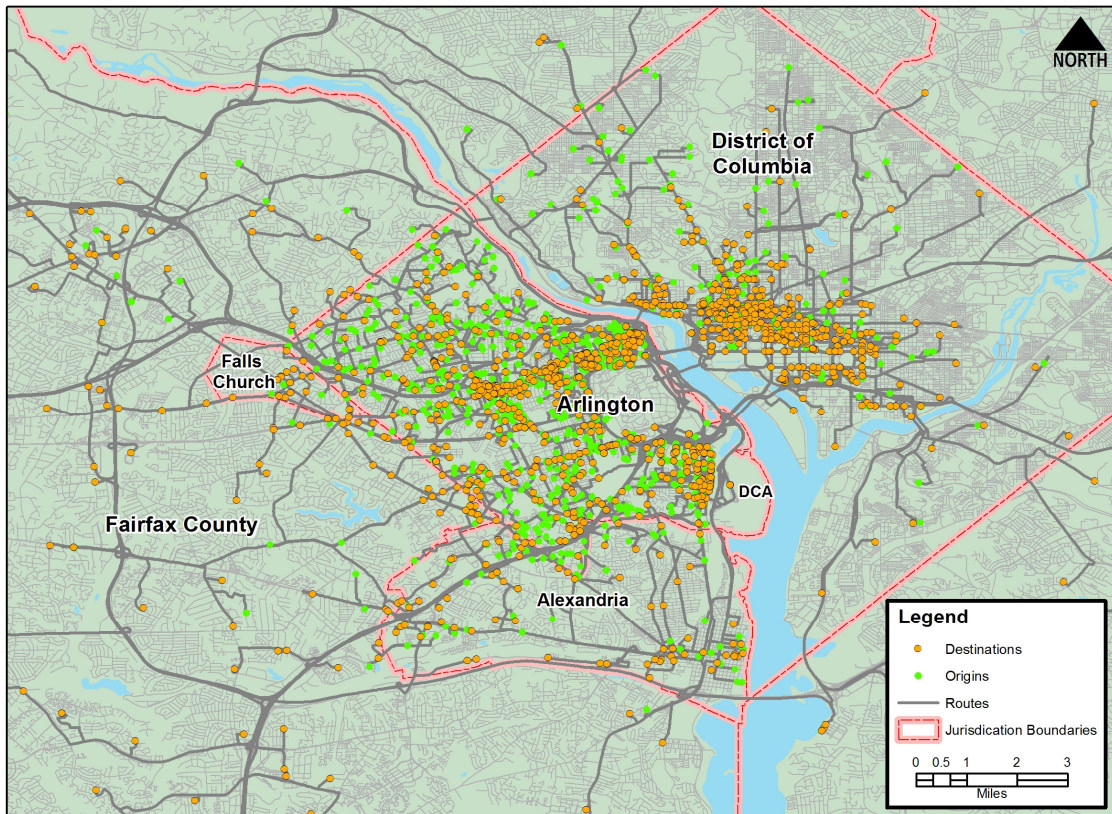 NORTH
District of
Columbia
Falls
Church
Arlington
DCA
Fairfax County
Alexandria
Legend
Destinations
Origins
Routes
Jurisdication Boundaries
0 0.5 1 2 3
Miles